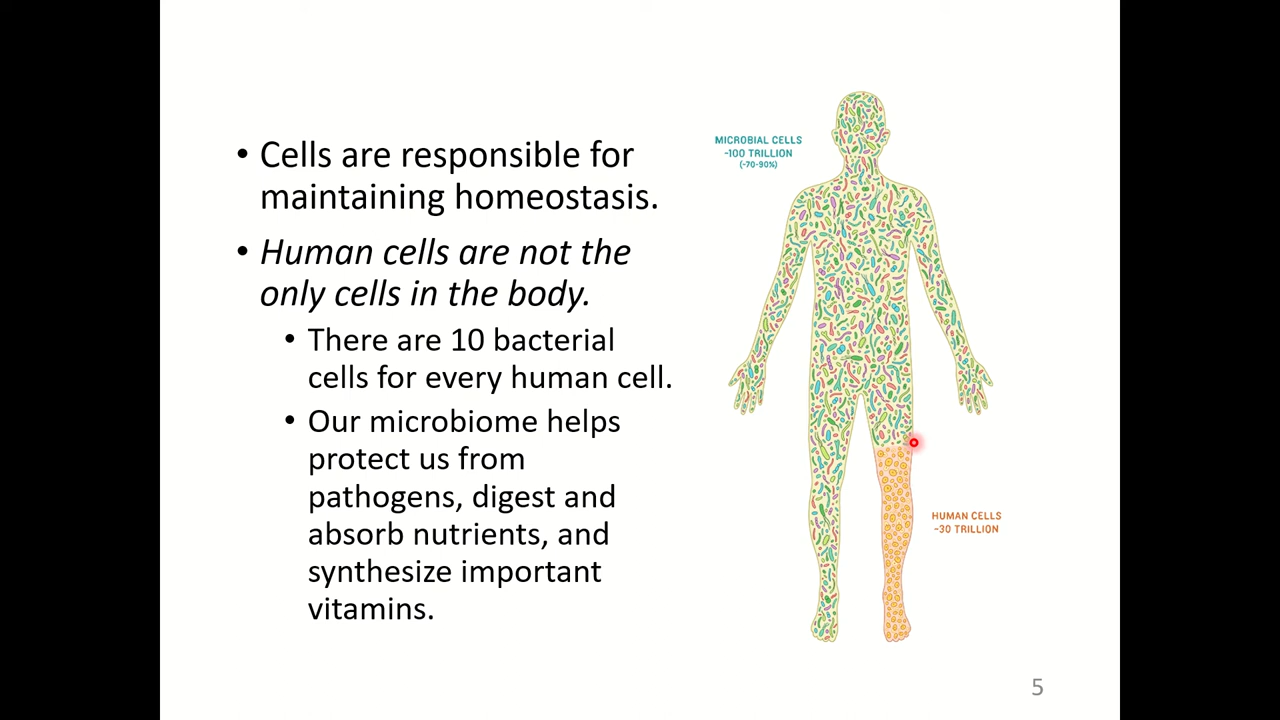 • Cells are responsible for
maintaining homeostasis.
• Human cells are not the
only cells in the body.
• There are 10 bacterial
cells for every human cell.
• Our microbiome helps
protect us from
pathogens, digest and
absorb nutrients, and
synthesize important
vitamins.
MICROBIAL CELLS
~100 TRILLION
(~70-90%)
HUMAN CELLS
~30 TRILLION
5